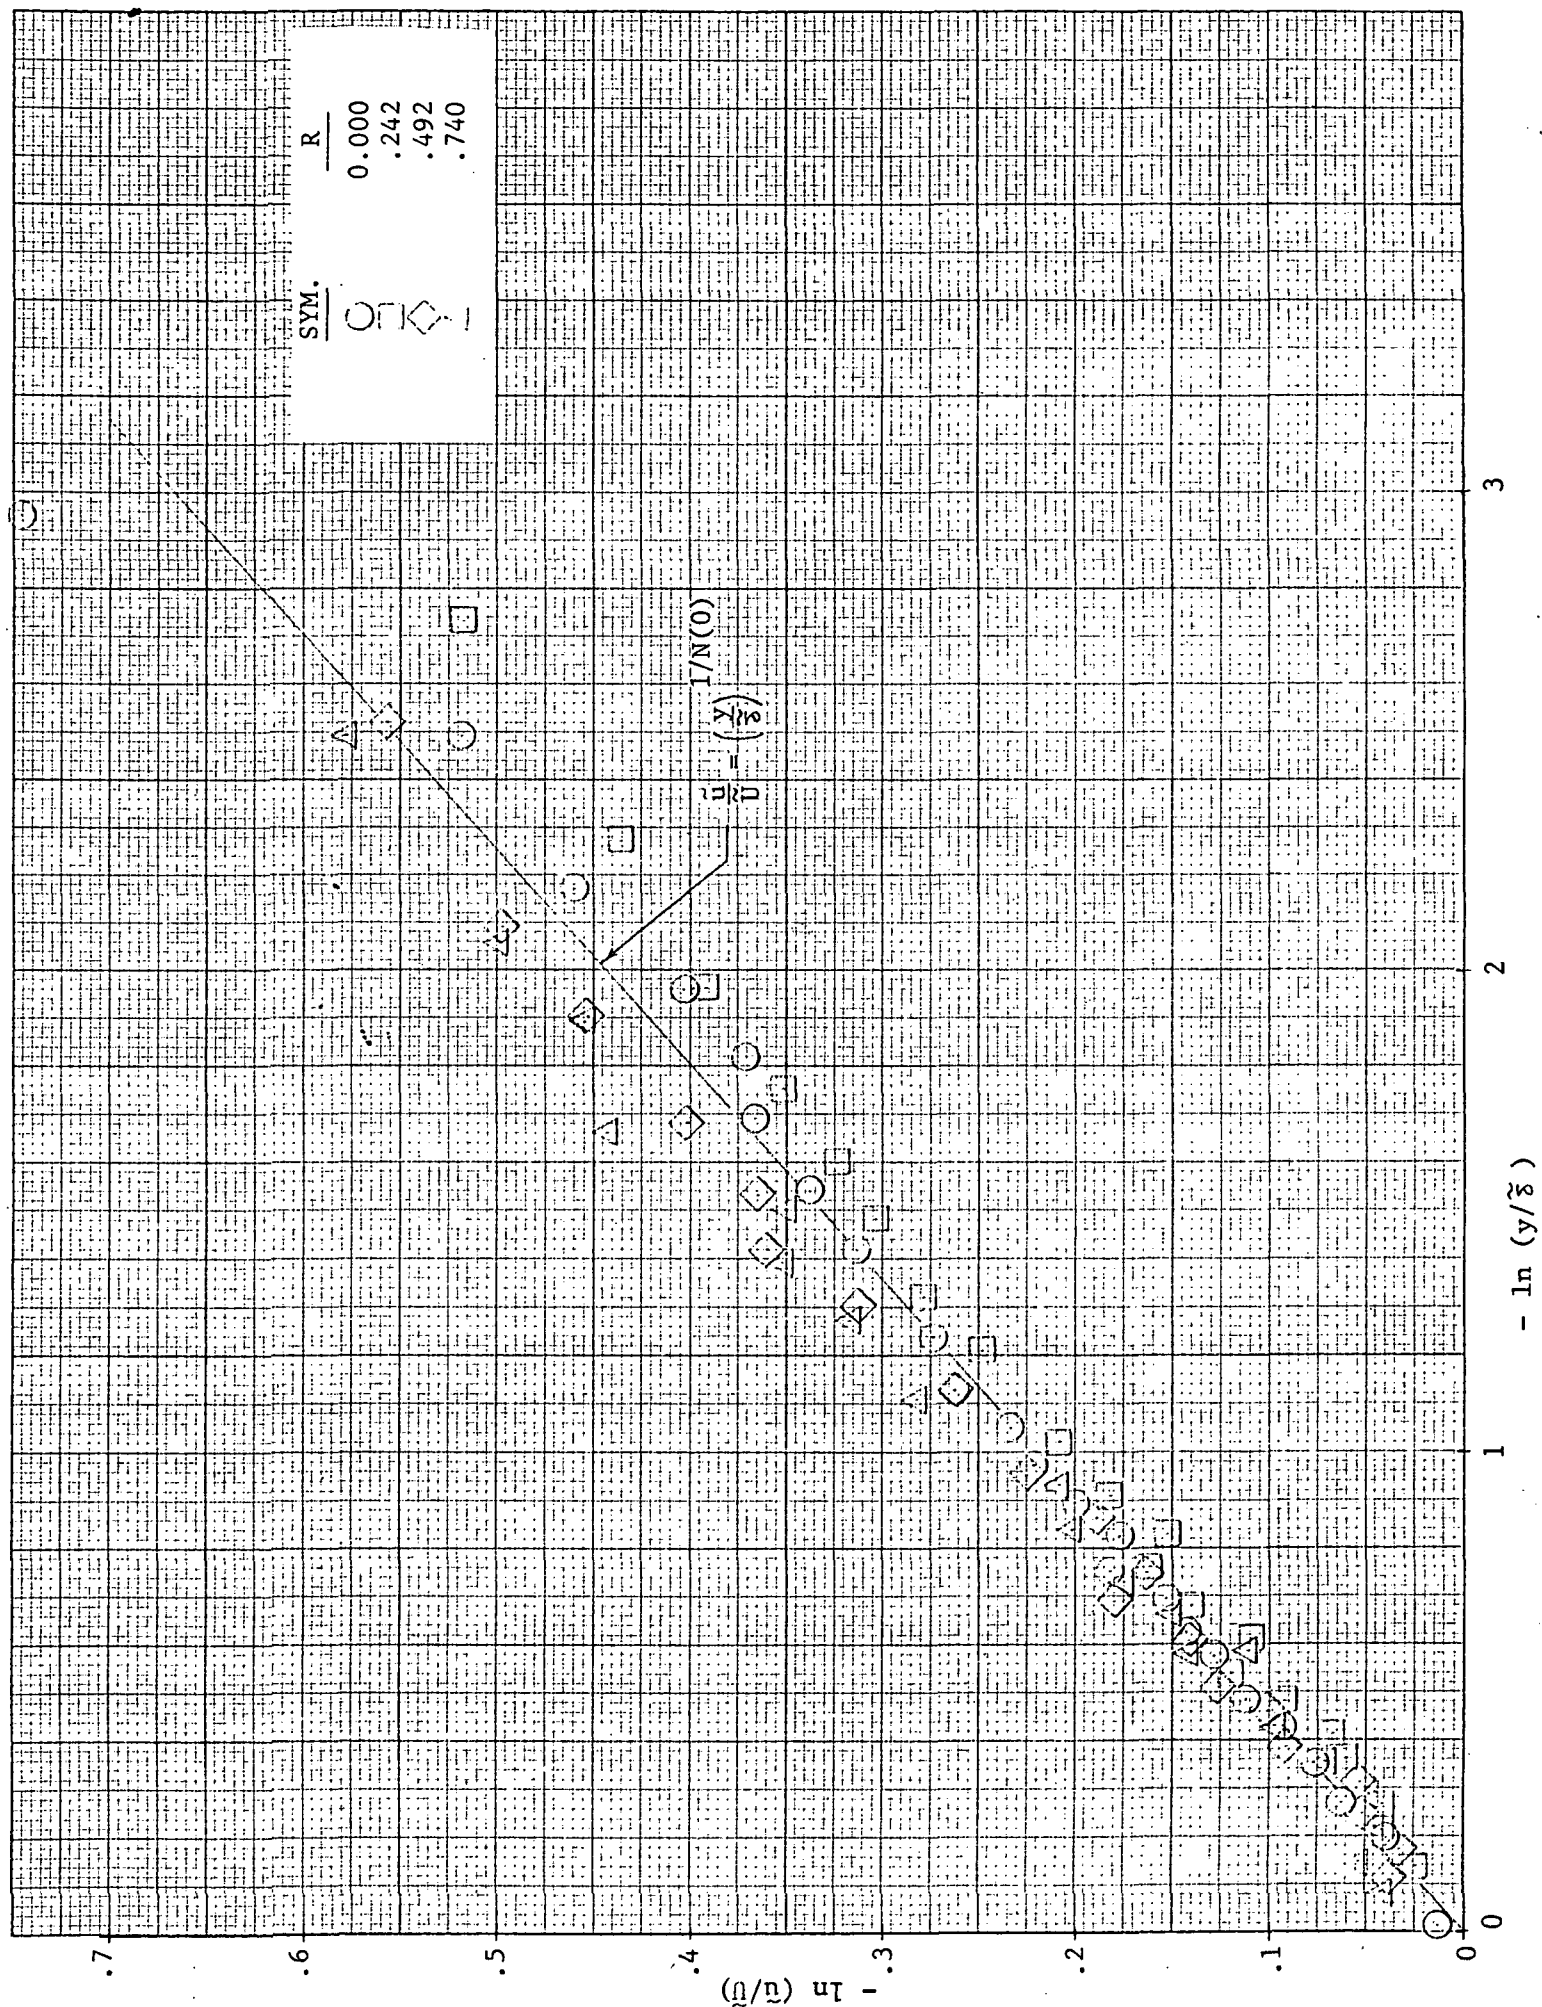 SYM. R
0.000
.242
.492
.740
.7
.6
.5
.4
.3
.2
.1
0
- ln (ũ/Ũ)
ũ/Ũ = (y/δ̃)^1/N(0)
0 1 2 3
- ln (y/δ̃)